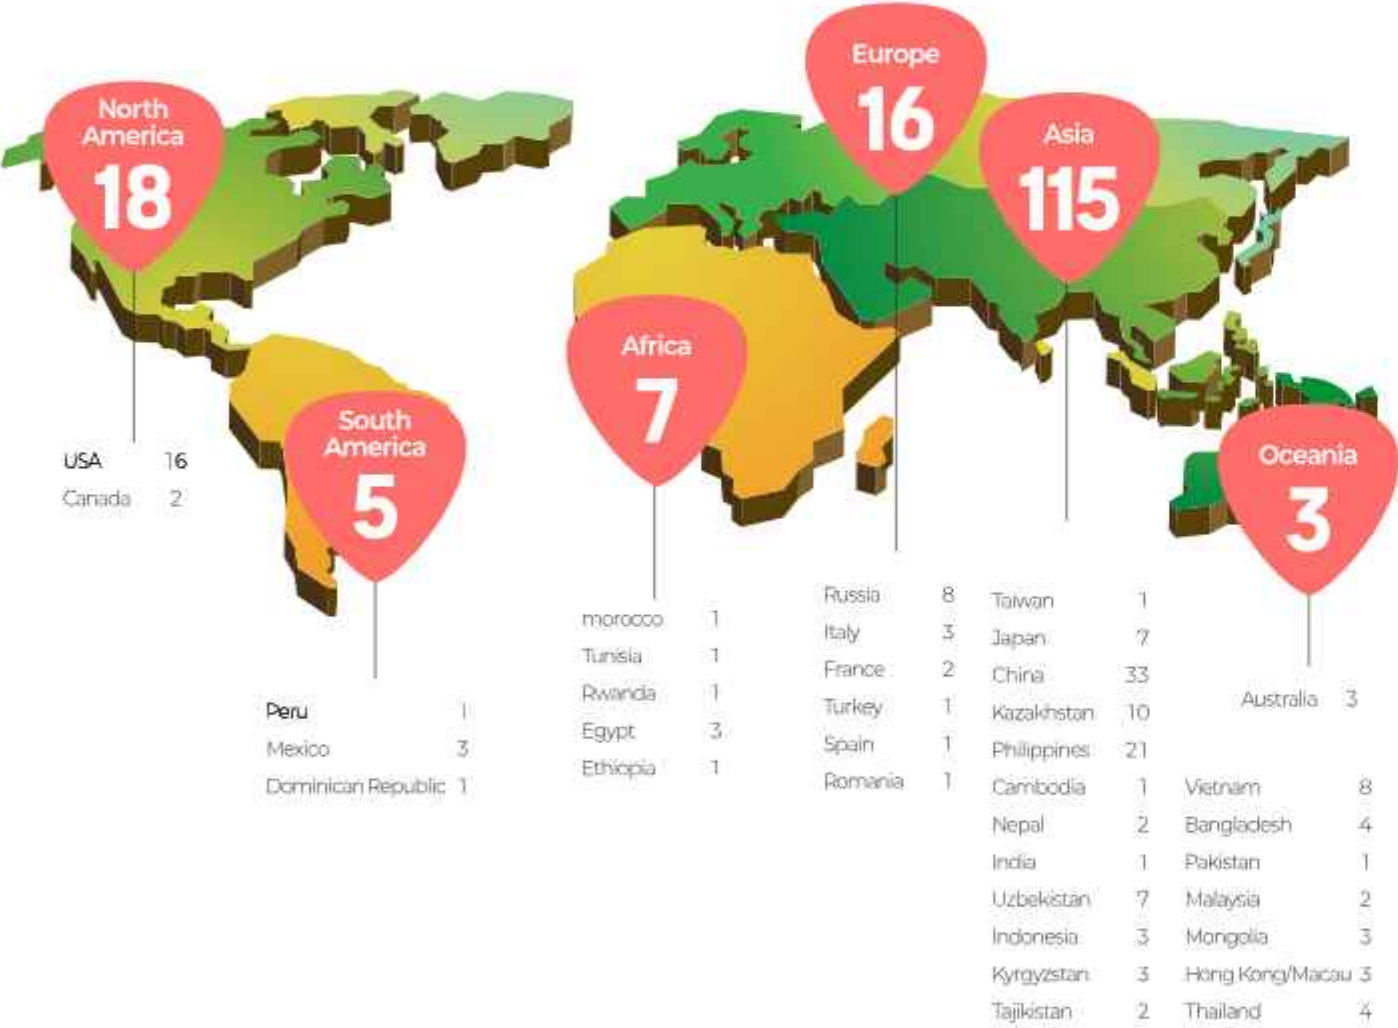 North
America
18
USA 16
Canada 2
South
America
5
Peru 1
Mexico 3
Dominican Republic 1
Africa
7
morocco 1
Tunisia 1
Rwanda 1
Egypt 3
Ethiopia 1
Europe
16
Russia 8
Italy 3
France 2
Turkey 1
Spain 1
Romania 1
Asia
115
Taiwan 1
Japan 7
China 33
Kazakhstan 10
Philippines 21
Cambodia 1
Nepal 2
India 1
Uzbekistan 7
Indonesia 3
Kyrgyzstan 3
Tajikistan 2
Vietnam 8
Bangladesh 4
Pakistan 1
Malaysia 2
Mongolia 3
Hong Kong/Macau 3
Thailand 4
Oceania
3
Australia 3